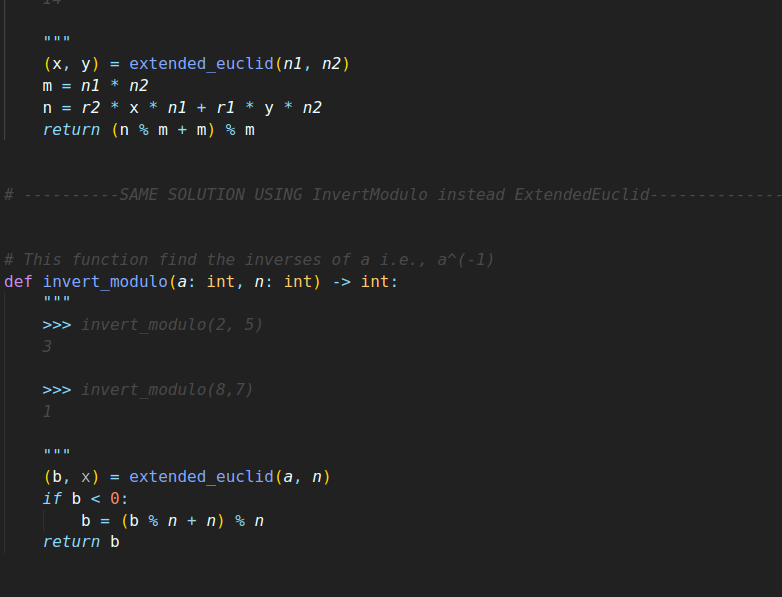 14
"""
(x, y) = extended_euclid(n1, n2)
m = n1 * n2
n = r2 * x * n1 + r1 * y * n2
return (n % m + m) % m
# ----------SAME SOLUTION USING InvertModulo instead ExtendedEuclid--------------
# This function find the inverses of a i.e., a^(-1)
def invert_modulo(a: int, n: int) -> int:
"""
>>> invert_modulo(2, 5)
3
>>> invert_modulo(8,7)
1
"""
(b, x) = extended_euclid(a, n)
if b < 0:
b = (b % n + n) % n
return b